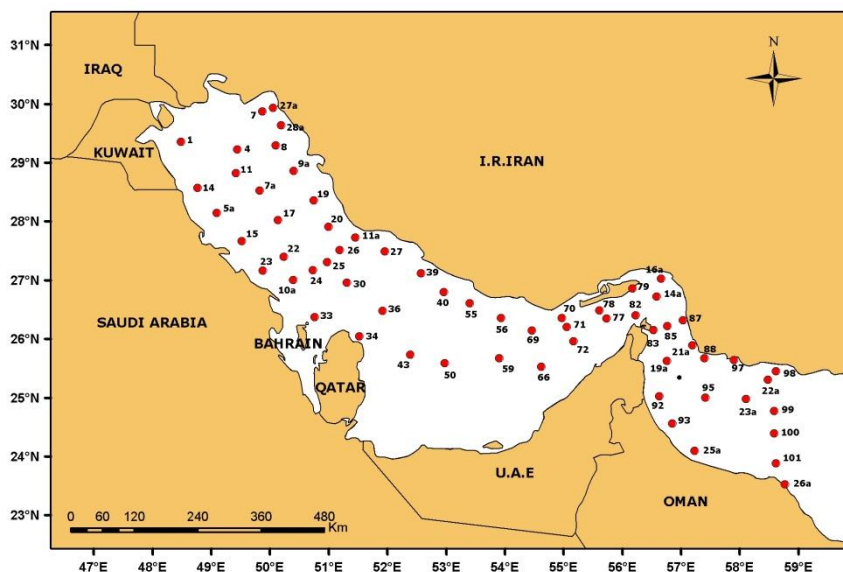 31°N
30°N
29°N
28°N
27°N
26°N
25°N
24°N
23°N
IRAQ
KUWAIT
SAUDI ARABIA
BAHRAIN
QATAR
U.A.E
OMAN
I.R.IRAN
N
7
27a
28a
1
4
8
9a
11
14
7a
19
5a
17
20
15
11a
22
26
27
23
25
24
10a
30
39
40
55
33
36
34
56
70
78
79
16a
14a
82
77
71
69
72
43
50
59
66
83
85
87
21a
88
19a
97
98
22a
92
95
23a
99
93
100
25a
101
26a
0 60 120 240 360 480
Km
47°E 48°E 49°E 50°E 51°E 52°E 53°E 54°E 55°E 56°E 57°E 58°E 59°E